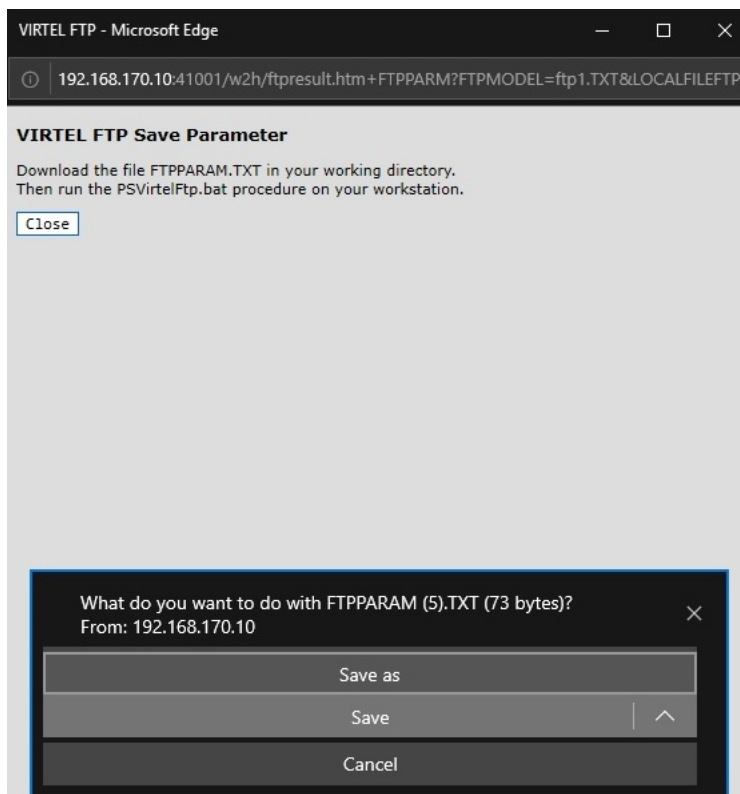 VIRTEL FTP - Microsoft Edge
192.168.170.10:41001/w2h/ftpresult.htm+FTPPARM?FTPMODEL=ftp1.TXT&LOCALFILEFTP
VIRTEL FTP Save Parameter
Download the file FTPPARAM.TXT in your working directory.
Then run the PSVirtelFtp.bat procedure on your workstation.
Close
What do you want to do with FTPPARAM (5).TXT (73 bytes)?
From: 192.168.170.10
Save as
Save
Cancel